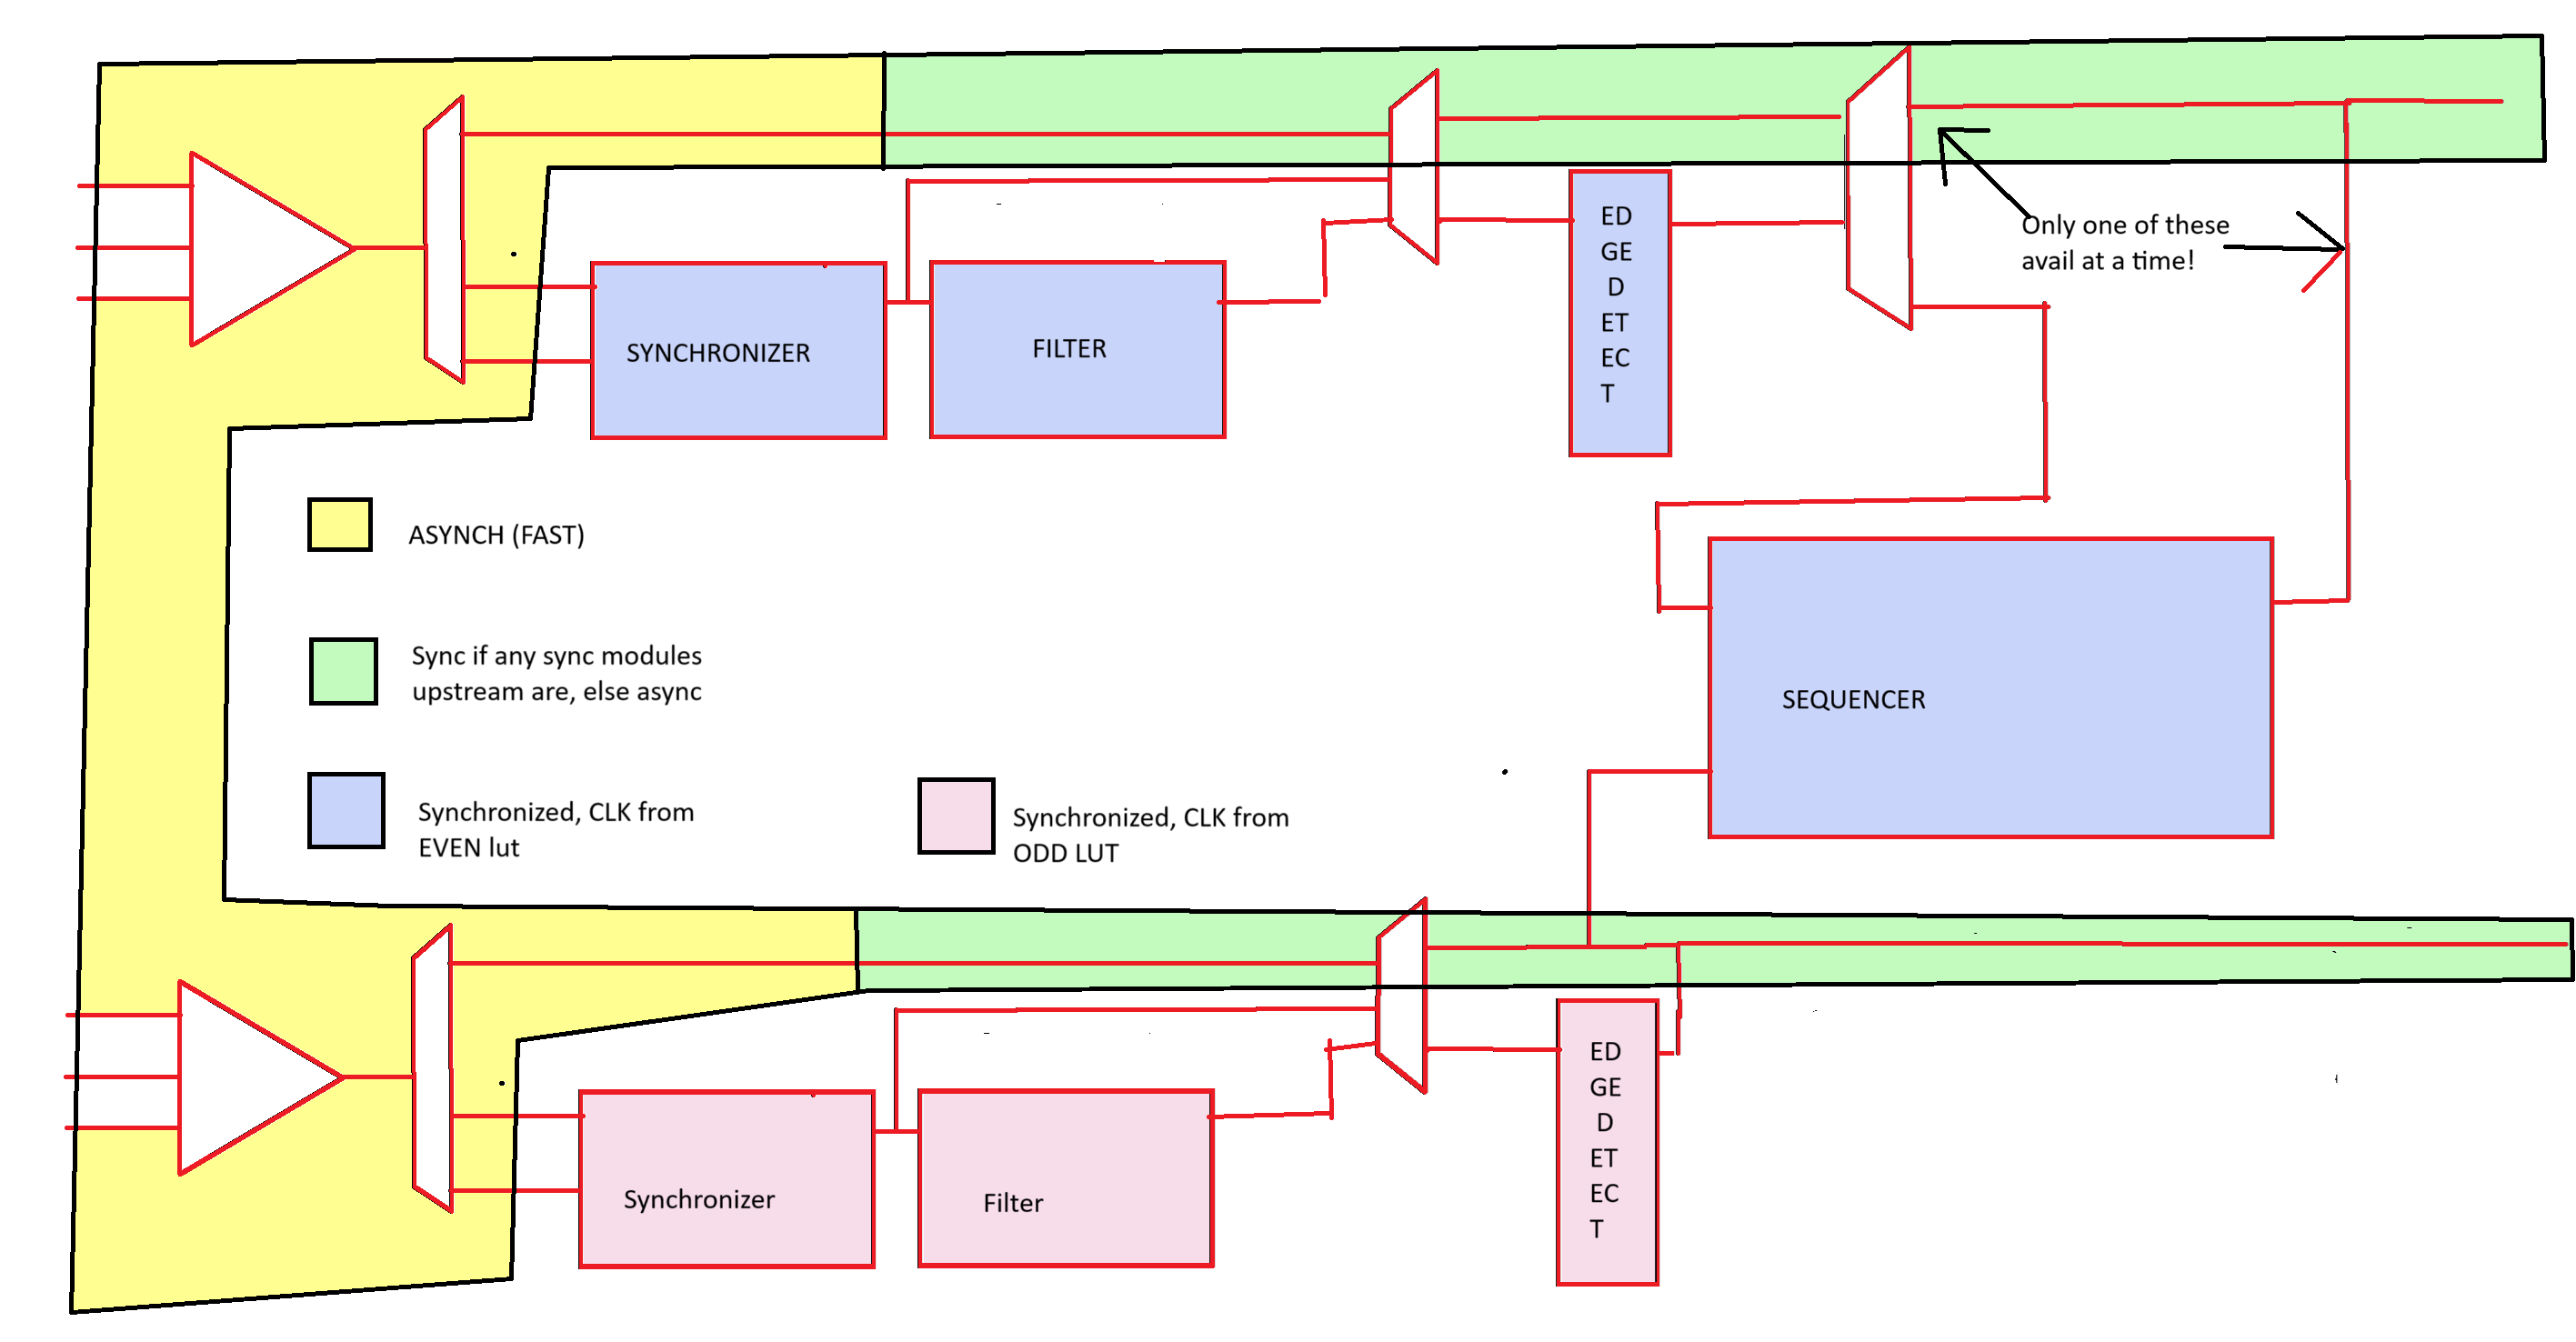 ED
GE
D
ET
EC
T
Only one of these
avail at a time!
SYNCHRONIZER
FILTER
ASYNCH (FAST)
Sync if any sync modules
upstream are, else async
SEQUENCER
Synchronized, CLK from
EVEN lut
Synchronized, CLK from
ODD LUT
ED
GE
D
ET
EC
T
Synchronizer
Filter